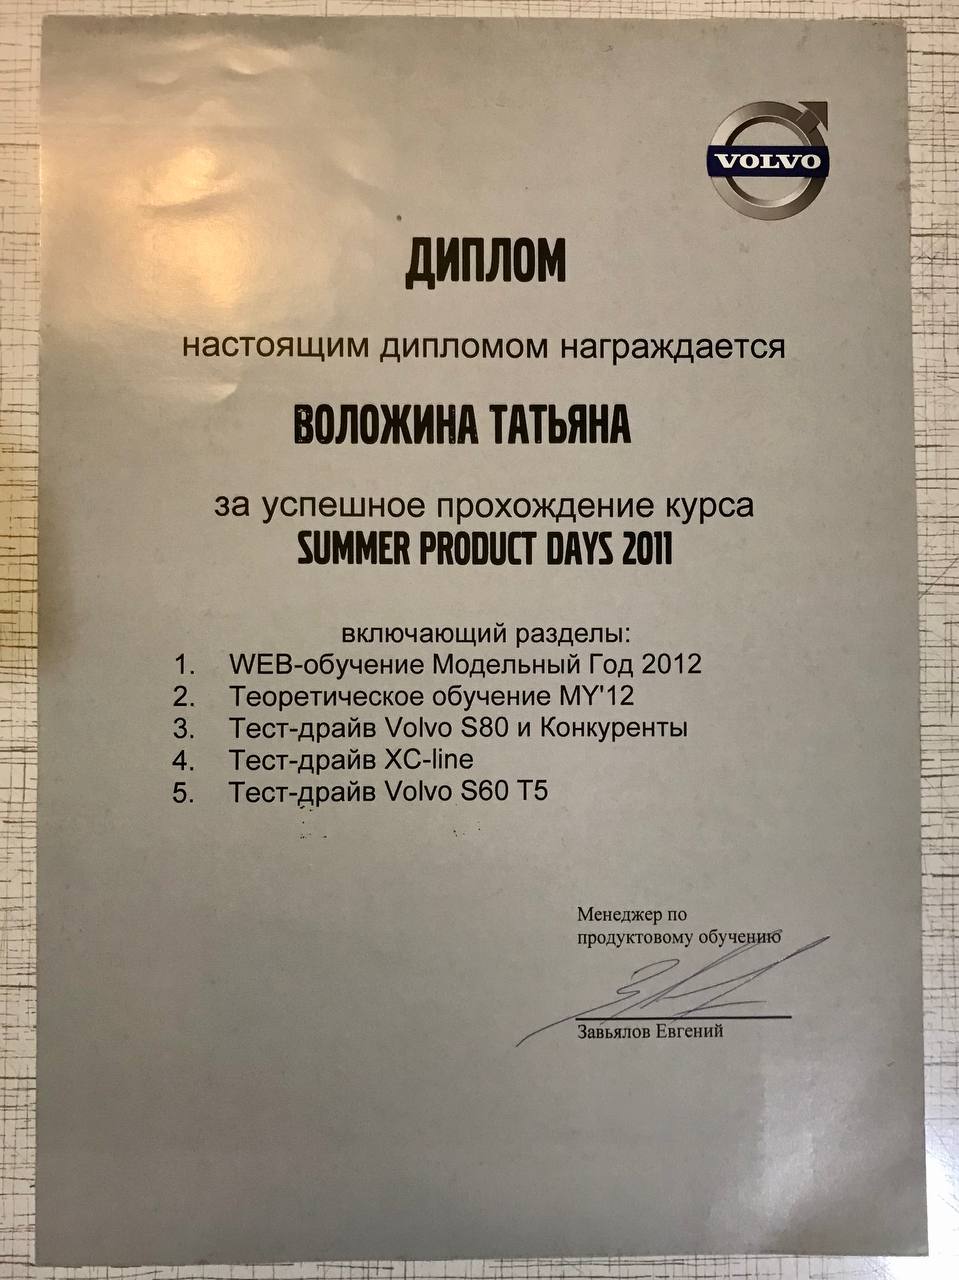 VOLVO
ДИПЛОМ
настоящим дипломом награждается
ВОЛОЖИНА ТАТЬЯНА
за успешное прохождение курса
SUMMER PRODUCT DAYS 2011
включающий разделы:
1. WEB-обучение Модельный Год 2012
2. Теоретическое обучение MY'12
3. Тест-драйв Volvo S80 и Конкуренты
4. Тест-драйв XC-line
5. Тест-драйв Volvo S60 T5
Менеджер по
продуктовому обучению
Завьялов Евгений